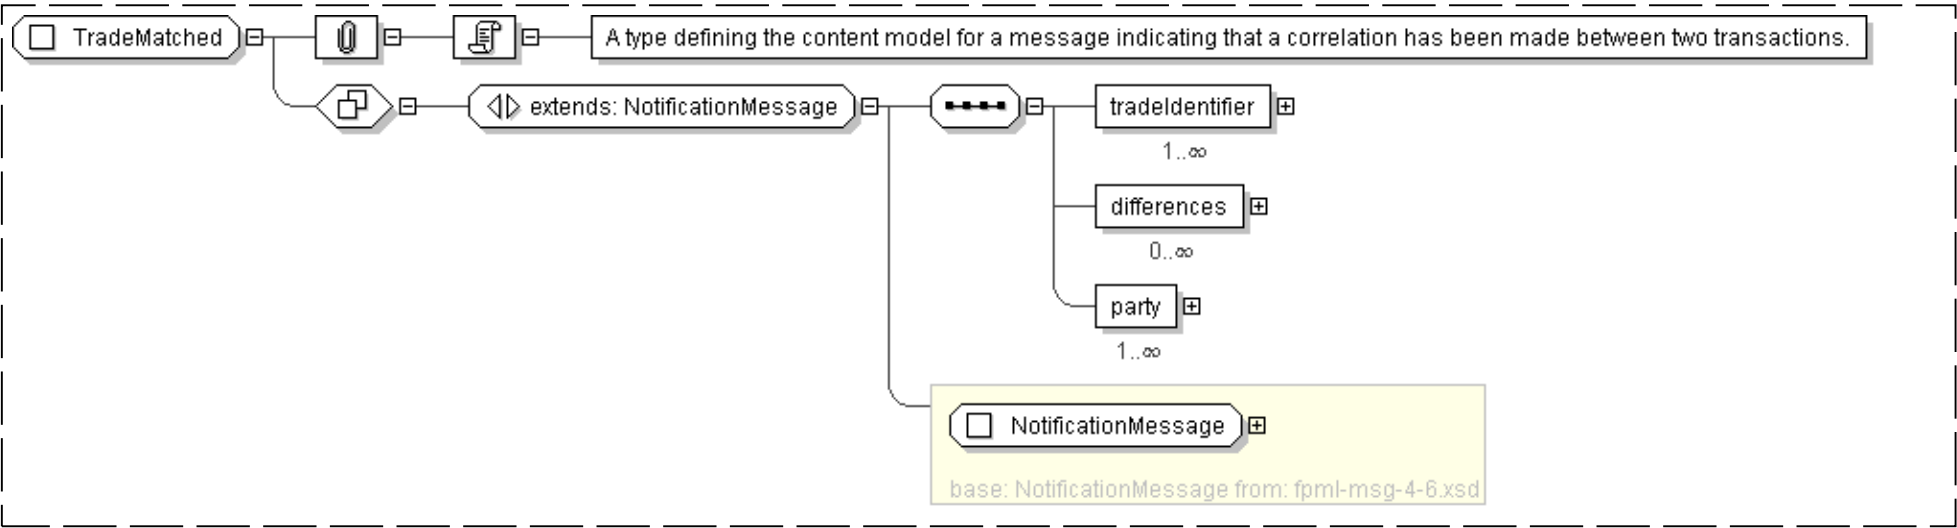 TradeMatched
A type defining the content model for a message indicating that a correlation has been made between two transactions.
extends: NotificationMessage
tradeIdentifier
1..∞
differences
0..∞
party
1..∞
NotificationMessage
base: NotificationMessage from: fpml-msg-4-6.xsd